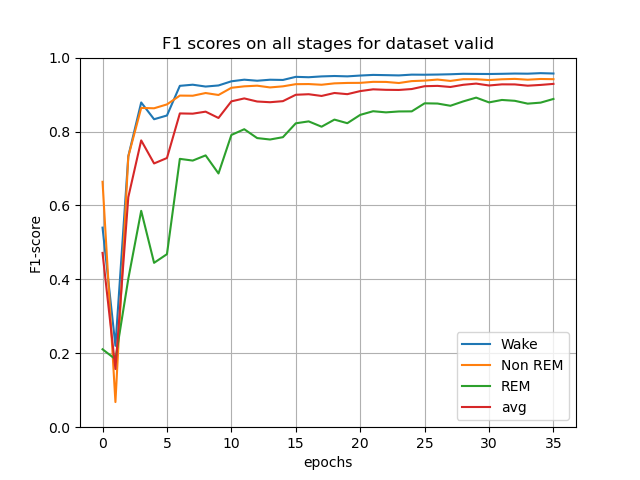 F1 scores on all stages for dataset valid
1.0
0.8
0.6
0.4
0.2
0.0
F1-score
0 5 10 15 20 25 30 35
epochs
Wake
Non REM
REM
avg